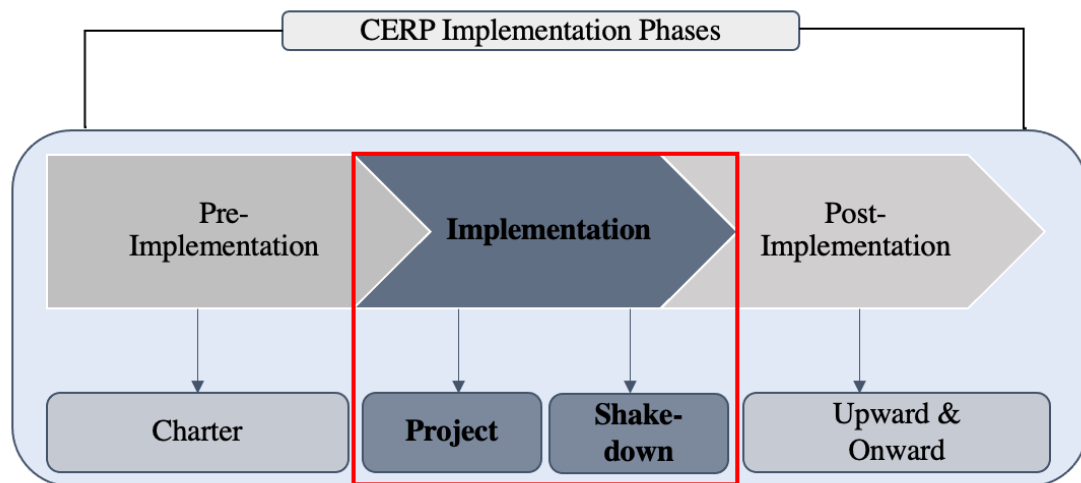 CERP Implementation Phases
Pre-
Implementation
Implementation
Post-
Implementation
Charter
Project
Shake-
down
Upward &
Onward